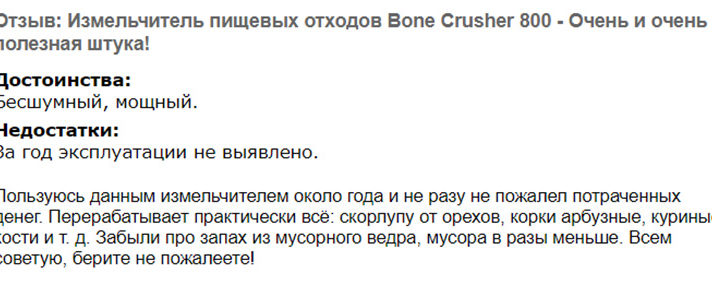 Отзыв: Измельчитель пищевых отходов Bone Crusher 800 - Очень и очень
полезная штука!
Достоинства:
Бесшумный, мощный.
Недостатки:
За год эксплуатации не выявлено.
Пользуюсь данным измельчителем около года и не разу не пожалел потраченных
денег. Перерабатывает практически всё: скорлупу от орехов, корки арбузные, курины
кости и т. д. Забыли про запах из мусорного ведра, мусора в разы меньше. Всем
советую, берите не пожалеете!